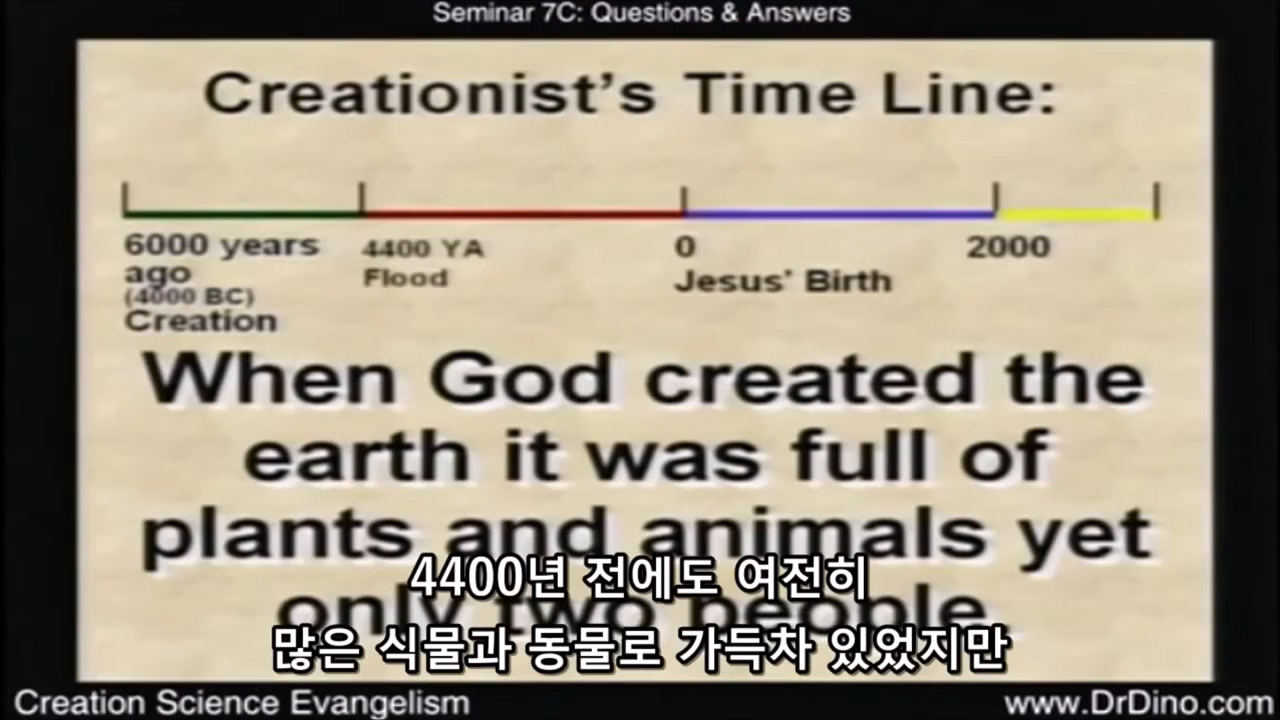 Seminar 7C: Questions & Answers
Creationist's Time Line:
6000 years ago (4000 BC) Creation
4400 YA Flood
0 Jesus' Birth
2000
When God created the
earth it was full of
plants and animals yet
only two people.
4400년 전에도 여전히
많은 식물과 동물로 가득차 있었지만
Creation Science Evangelism
www.DrDino.com